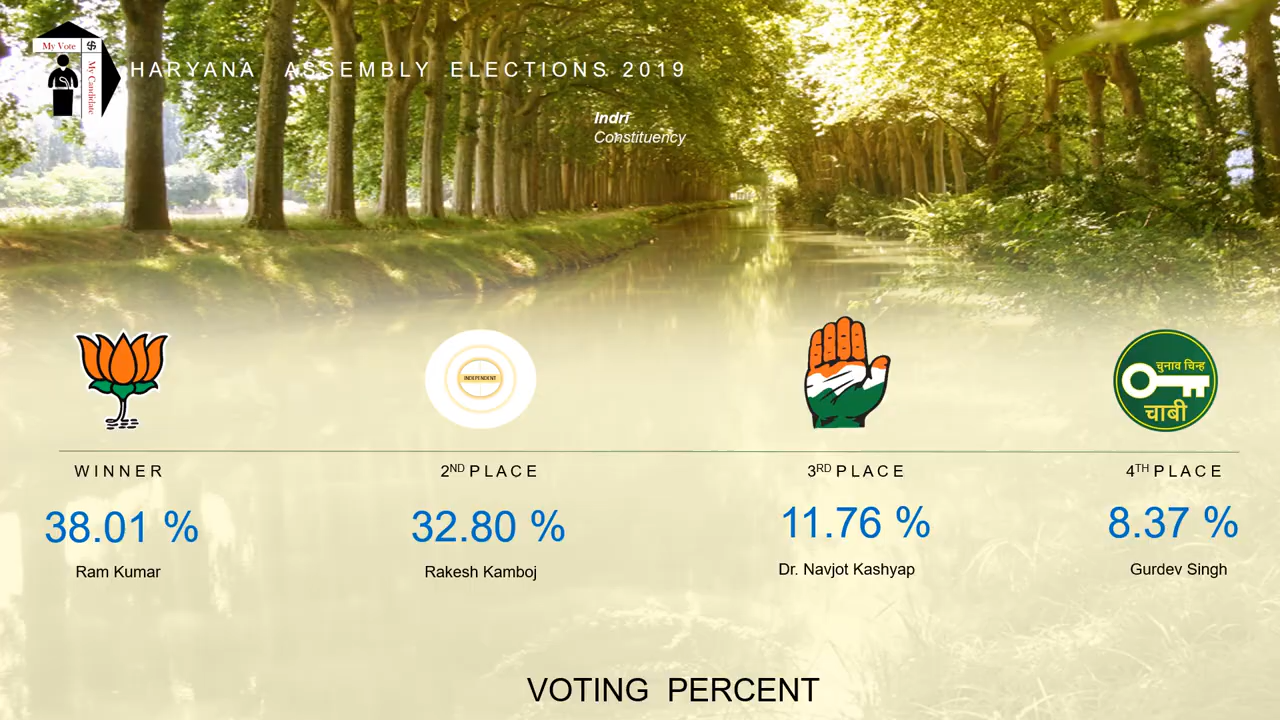 My Vote
My Candidate
HARYANA ASSEMBLY ELECTIONS 2019
Indri
Constituency
INDEPENDENT
चुनाव चिन्ह
चाबी
WINNER
2ND PLACE
3RD PLACE
4TH PLACE
38.01 %
32.80 %
11.76 %
8.37 %
Ram Kumar
Rakesh Kamboj
Dr. Navjot Kashyap
Gurdev Singh
VOTING PERCENT